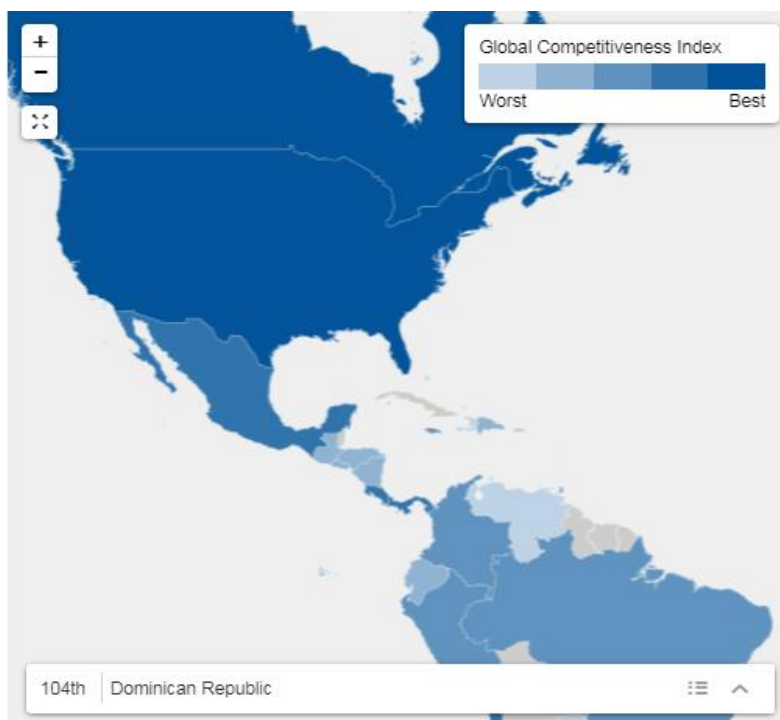 +
−
Global Competitiveness Index
Worst Best
104th Dominican Republic